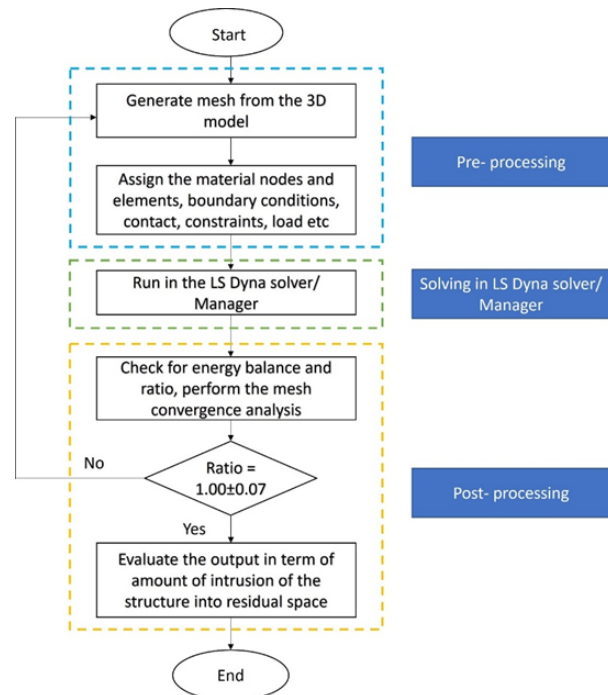 Start
Generate mesh from the 3D
model
Pre- processing
Assign the material nodes and
elements, boundary conditions,
contact, constraints, load etc
Run in the LS Dyna solver/
Manager
Solving in LS Dyna solver/
Manager
Check for energy balance and
ratio, perform the mesh
convergence analysis
No
Ratio =
1.00±0.07
Post- processing
Yes
Evaluate the output in term of
amount of intrusion of the
structure into residual space
End